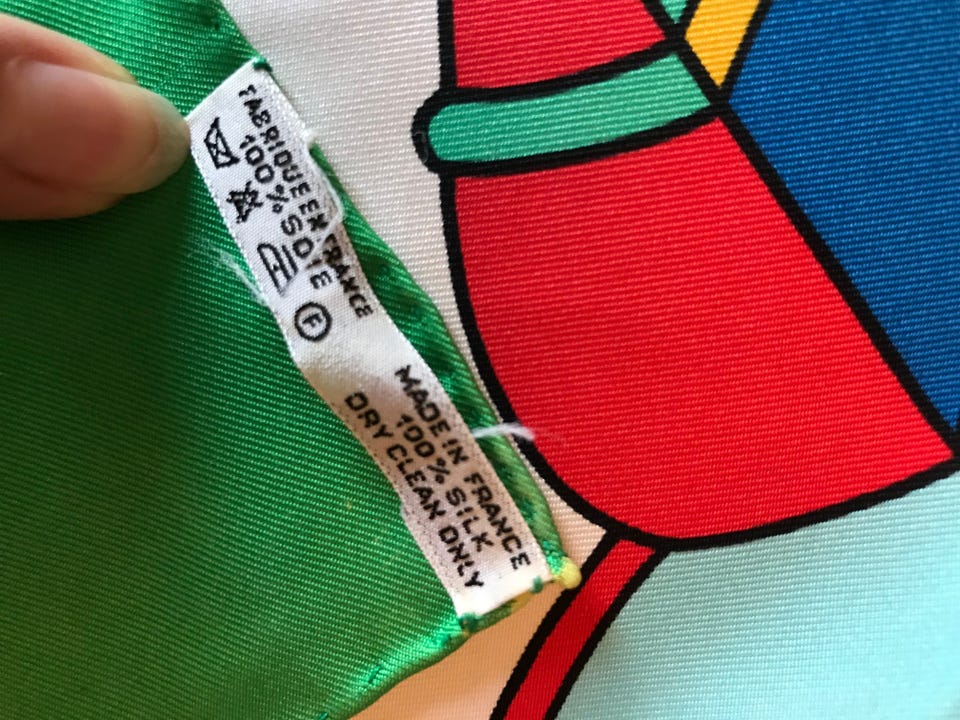 FABRIQUE EN FRANCE
100% SOIE
F
MADE IN FRANCE
100% SILK
DRY CLEAN ONLY